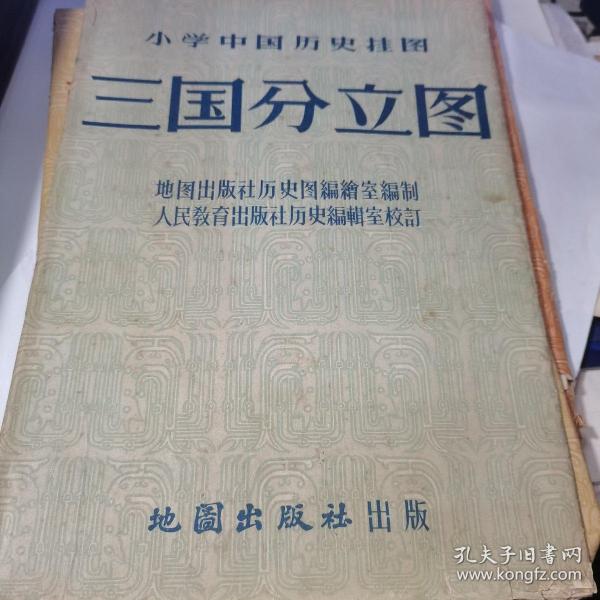 小学中国历史挂图
三国分立图
地图出版社历史图編繪室編制
人民敎育出版社历史編輯室校訂
地圖出版社出版
孔夫子旧书网
www.kongfz.com